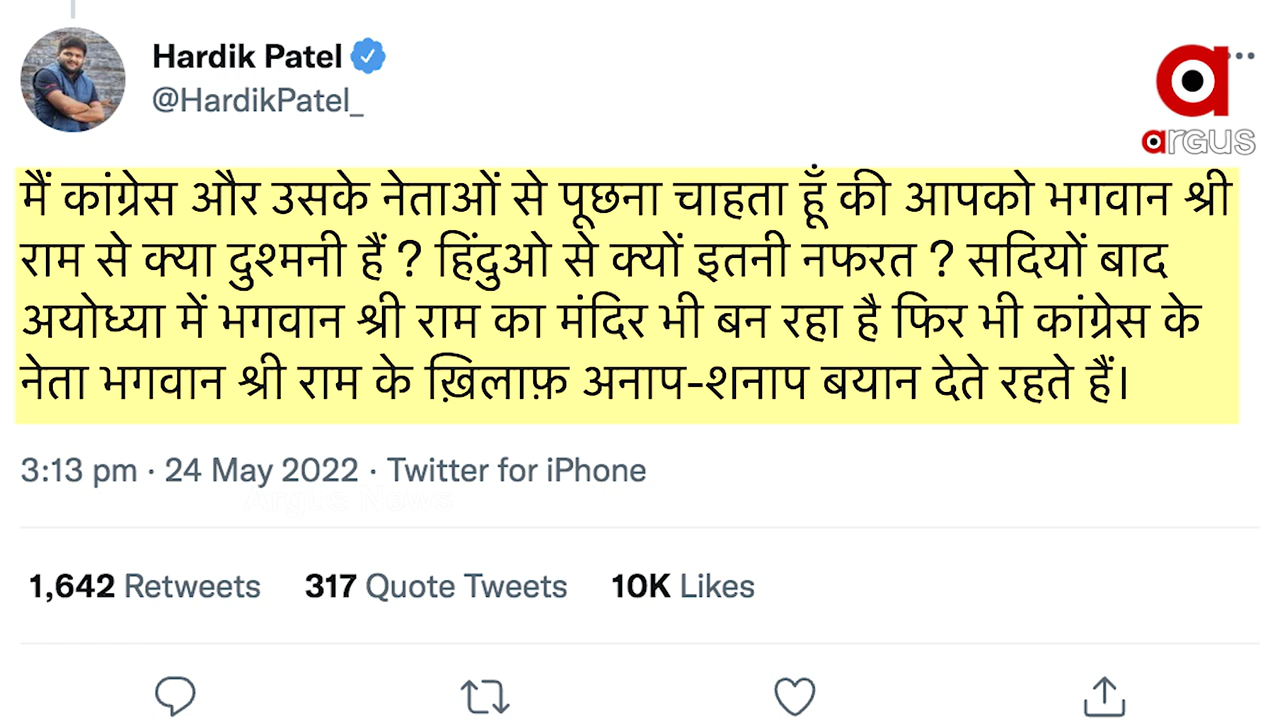 Hardik Patel
@HardikPatel_
argus
मैं कांग्रेस और उसके नेताओं से पूछना चाहता हूँ की आपको भगवान श्री
राम से क्या दुश्मनी हैं ? हिंदुओ से क्यों इतनी नफरत ? सदियों बाद
अयोध्या में भगवान श्री राम का मंदिर भी बन रहा है फिर भी कांग्रेस के
नेता भगवान श्री राम के ख़िलाफ़ अनाप-शनाप बयान देते रहते हैं।
3:13 pm · 24 May 2022 · Twitter for iPhone
Argus News
1,642 Retweets 317 Quote Tweets 10K Likes